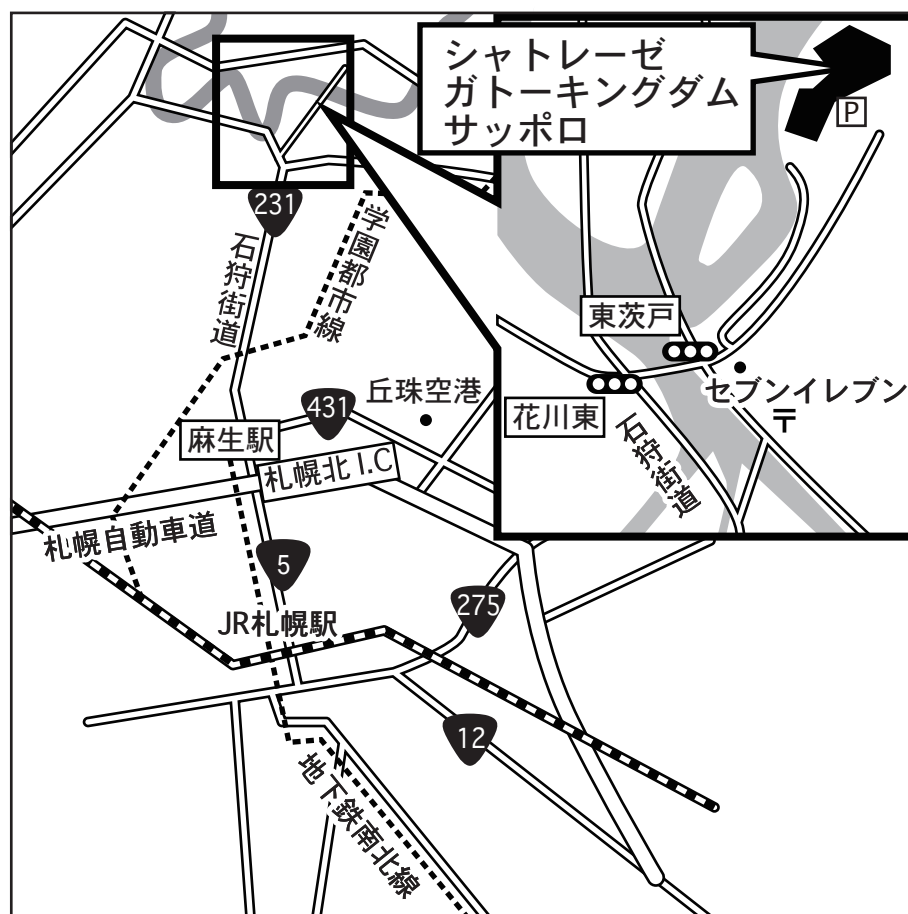 シャトレーゼ
ガトーキングダム
サッポロ
P
231
学園都市線
石狩街道
東茨戸
セブンイレブン
〒
花川東
石狩街道
丘珠空港
431
麻生駅
札幌北 I.C
札幌自動車道
5
275
JR札幌駅
12
地下鉄南北線